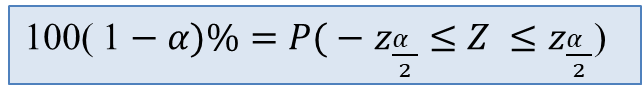 100( 1 − α)% = P( − z_{α/2} ≤ Z ≤ z_{α/2})